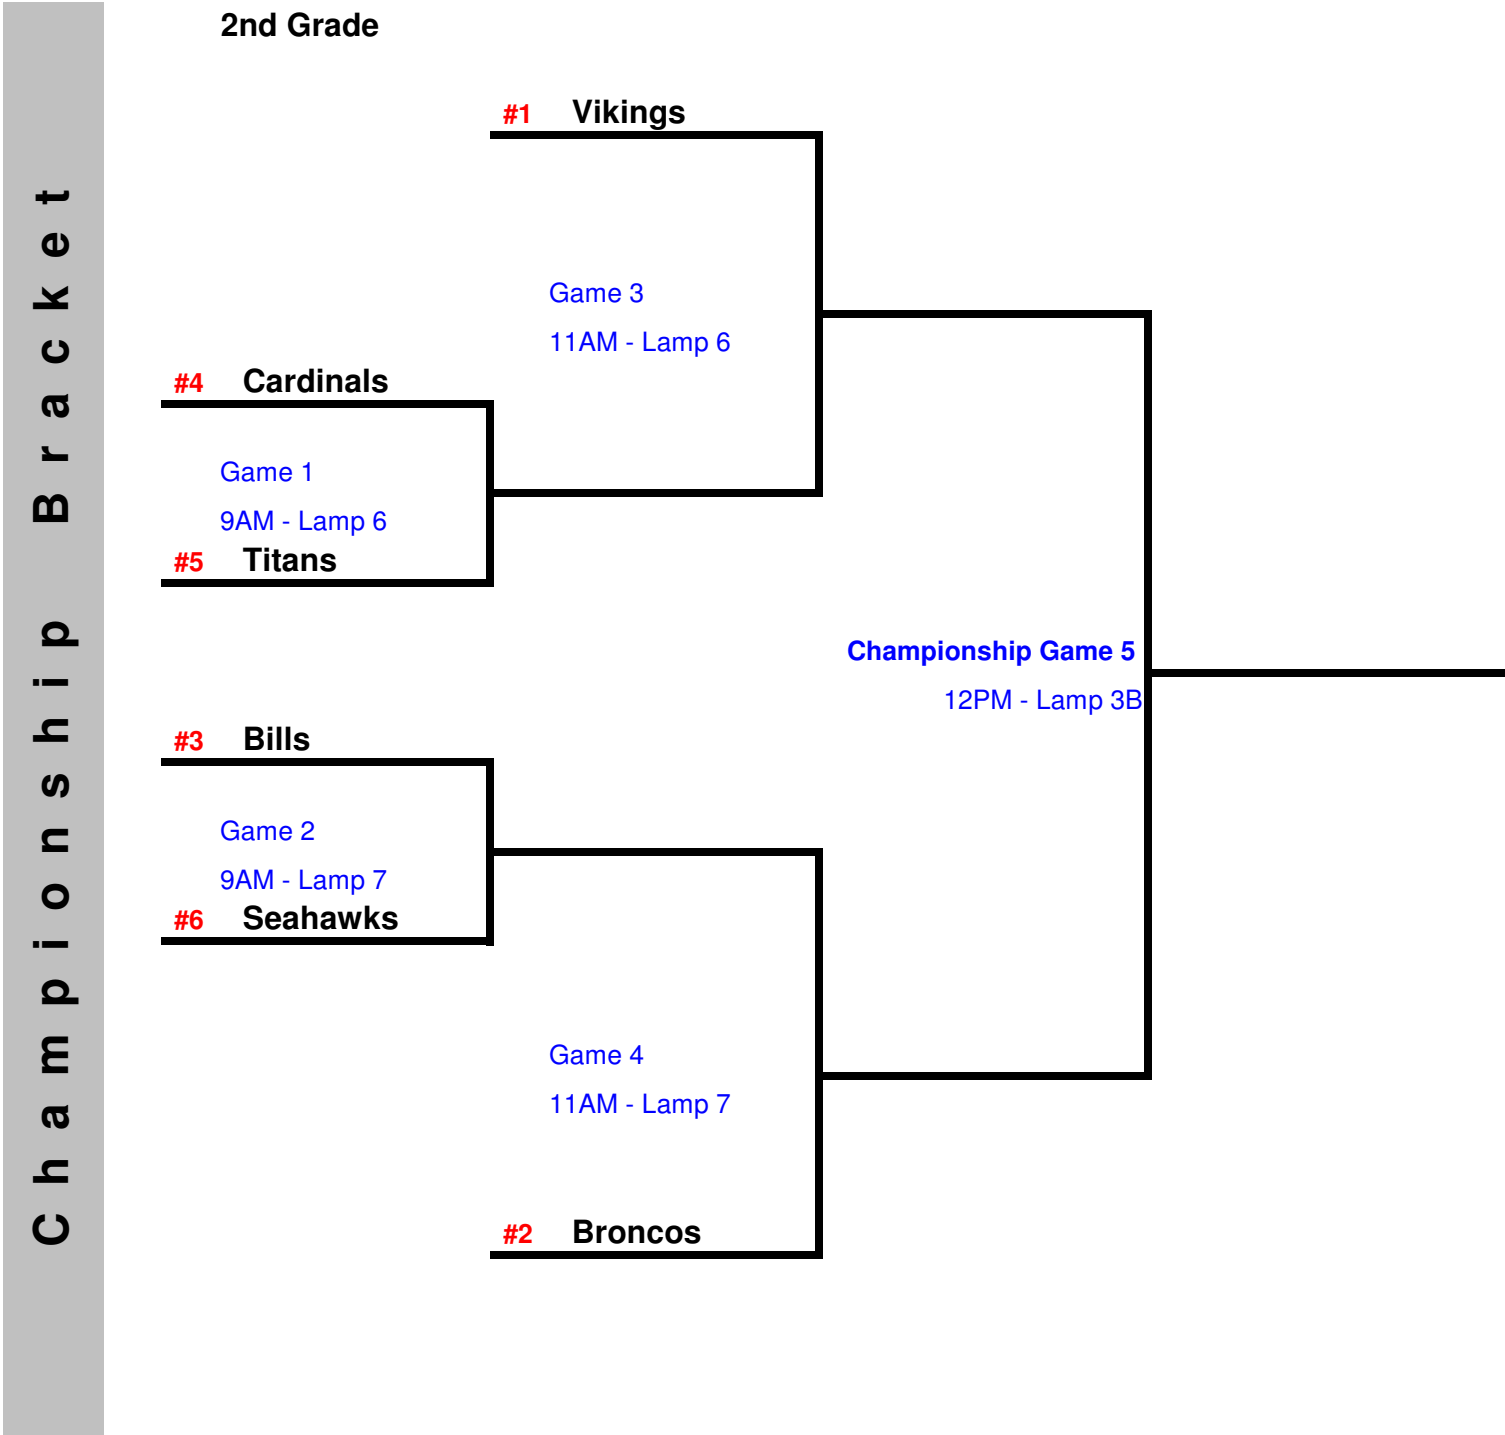 2nd Grade
Championship Bracket
#1 Vikings
Game 3
11AM - Lamp 6
#4 Cardinals
Game 1
9AM - Lamp 6
#5 Titans
Championship Game 5
12PM - Lamp 3B
#3 Bills
Game 2
9AM - Lamp 7
#6 Seahawks
Game 4
11AM - Lamp 7
#2 Broncos